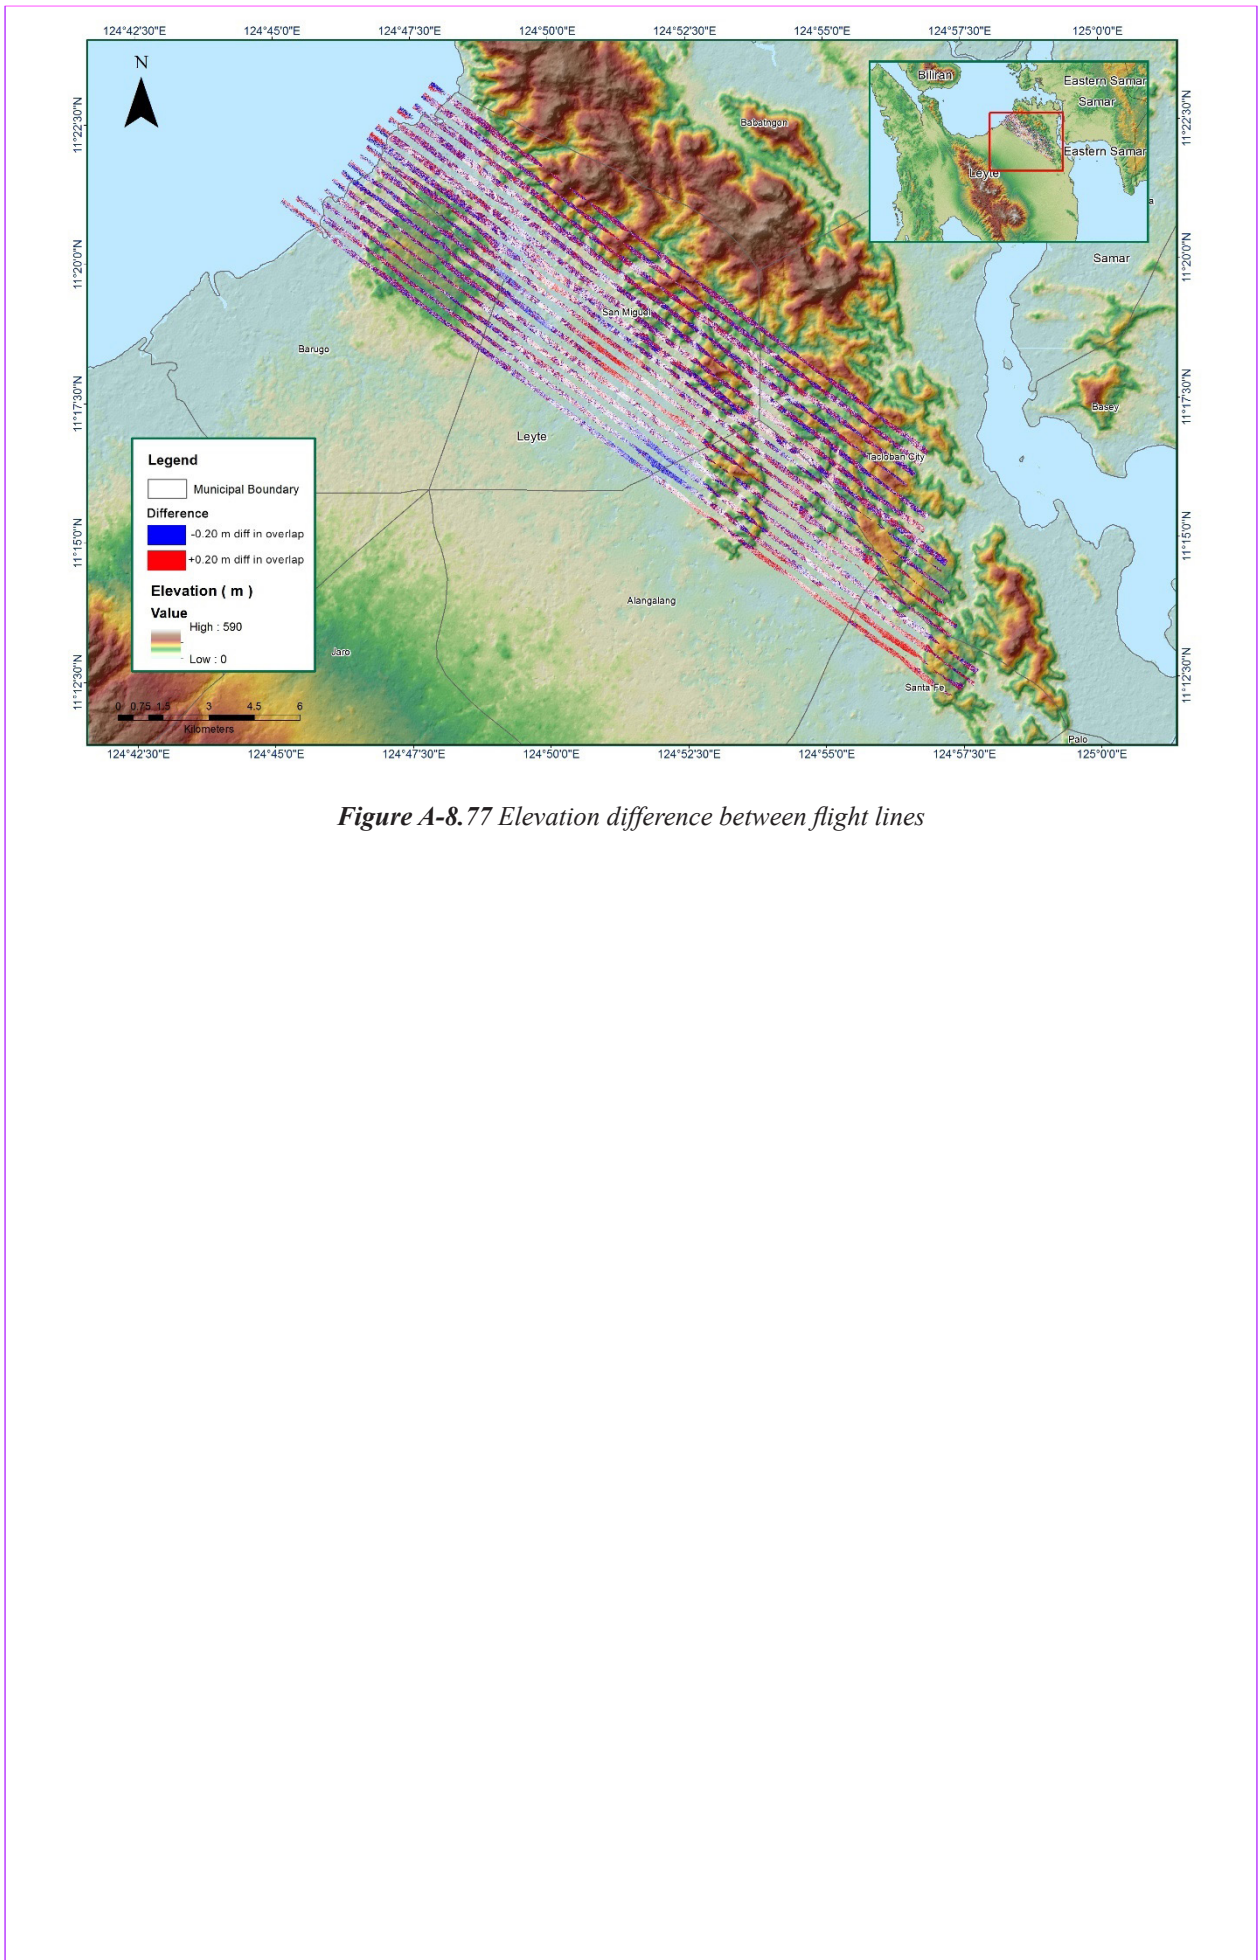 124°42'30"E 124°45'0"E 124°47'30"E 124°50'0"E 124°52'30"E 124°55'0"E 124°57'30"E 125°0'0"E
N
11°22'30"N
11°20'0"N
11°17'30"N
11°15'0"N
11°12'30"N
Biliran
Eastern Samar
Samar
Eastern Samar
Leyte
a
Babatngon
Samar
San Miguel
Barugo
Basey
Leyte
Tacloban City
Alangalang
Jaro
Santa Fe
Palo
Legend
Municipal Boundary
Difference
-0.20 m diff in overlap
+0.20 m diff in overlap
Elevation ( m )
Value
High : 590
Low : 0
0 0.75 1.5 3 4.5 6
Kilometers
11°22'30"N
11°20'0"N
11°17'30"N
11°15'0"N
11°12'30"N
124°42'30"E 124°45'0"E 124°47'30"E 124°50'0"E 124°52'30"E 124°55'0"E 124°57'30"E 125°0'0"E
Figure A-8.77 Elevation difference between flight lines